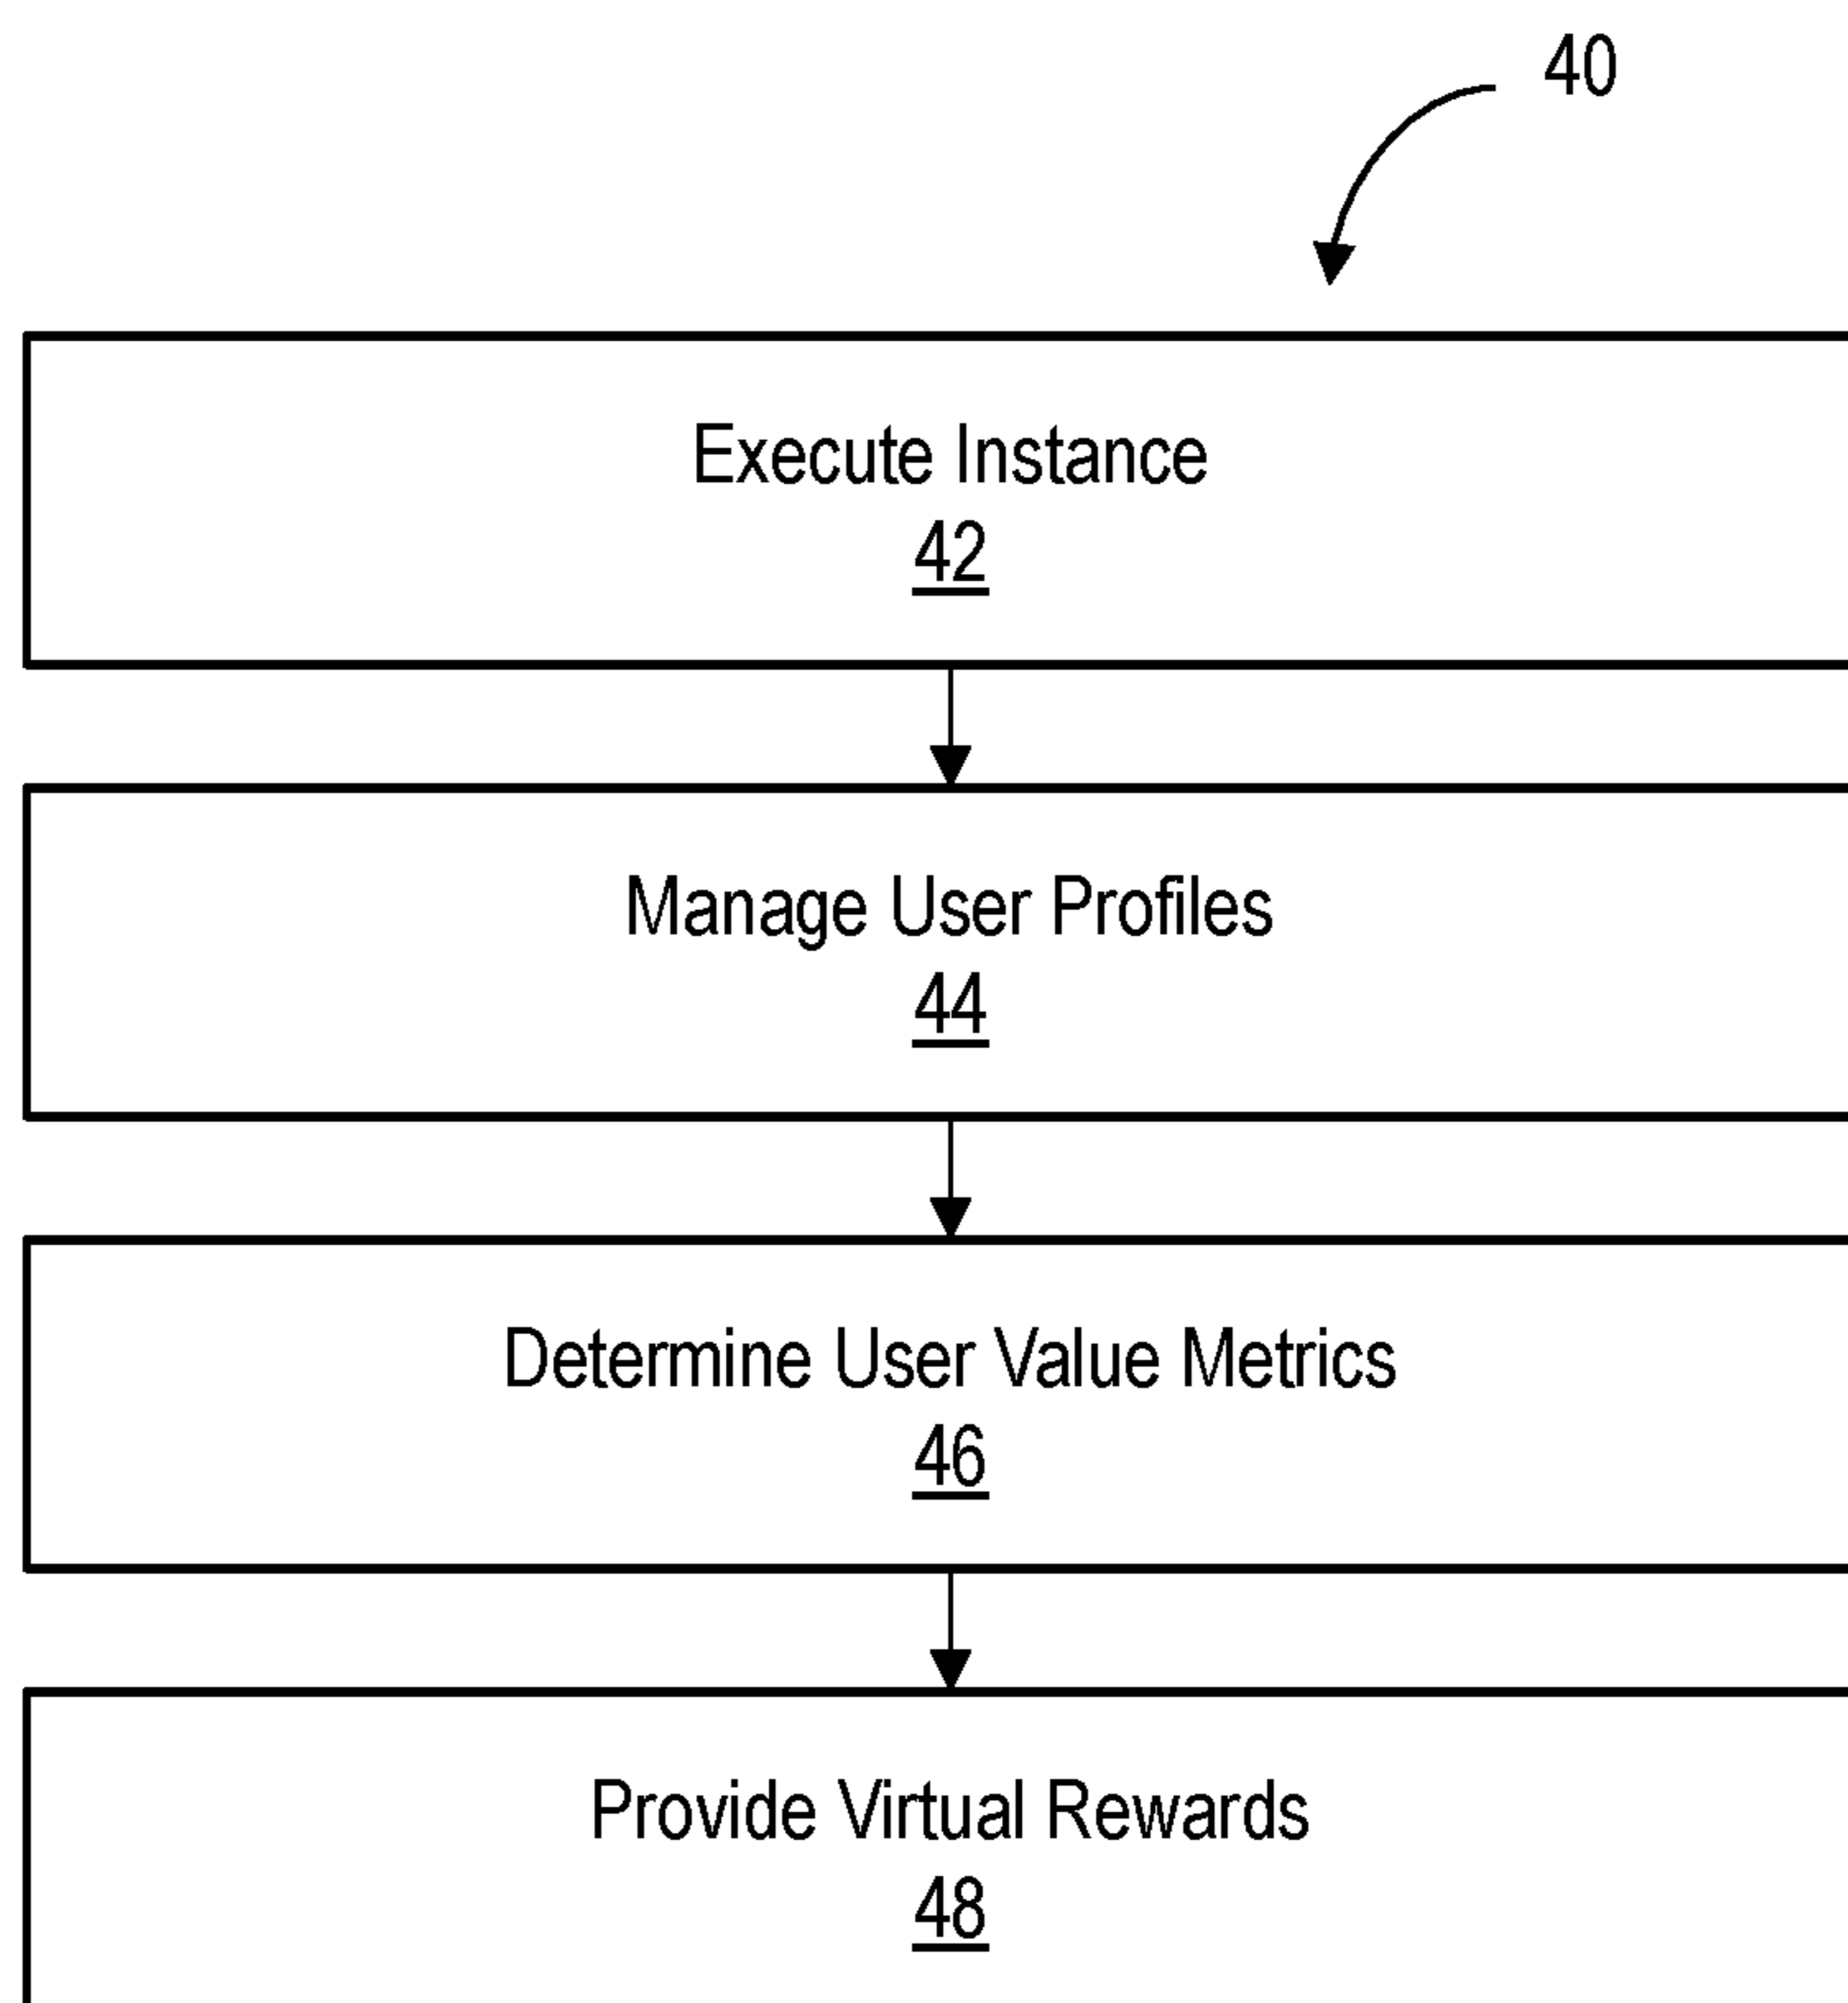 40
Execute Instance
42
Manage User Profiles
44
Determine User Value Metrics
46
Provide Virtual Rewards
48